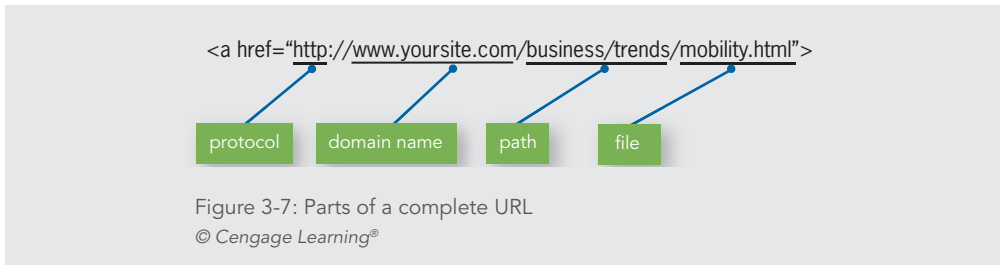 <a href=“http://www.yoursite.com/business/trends/mobility.html”>
protocol domain name path file
Figure 3-7: Parts of a complete URL
© Cengage Learning®